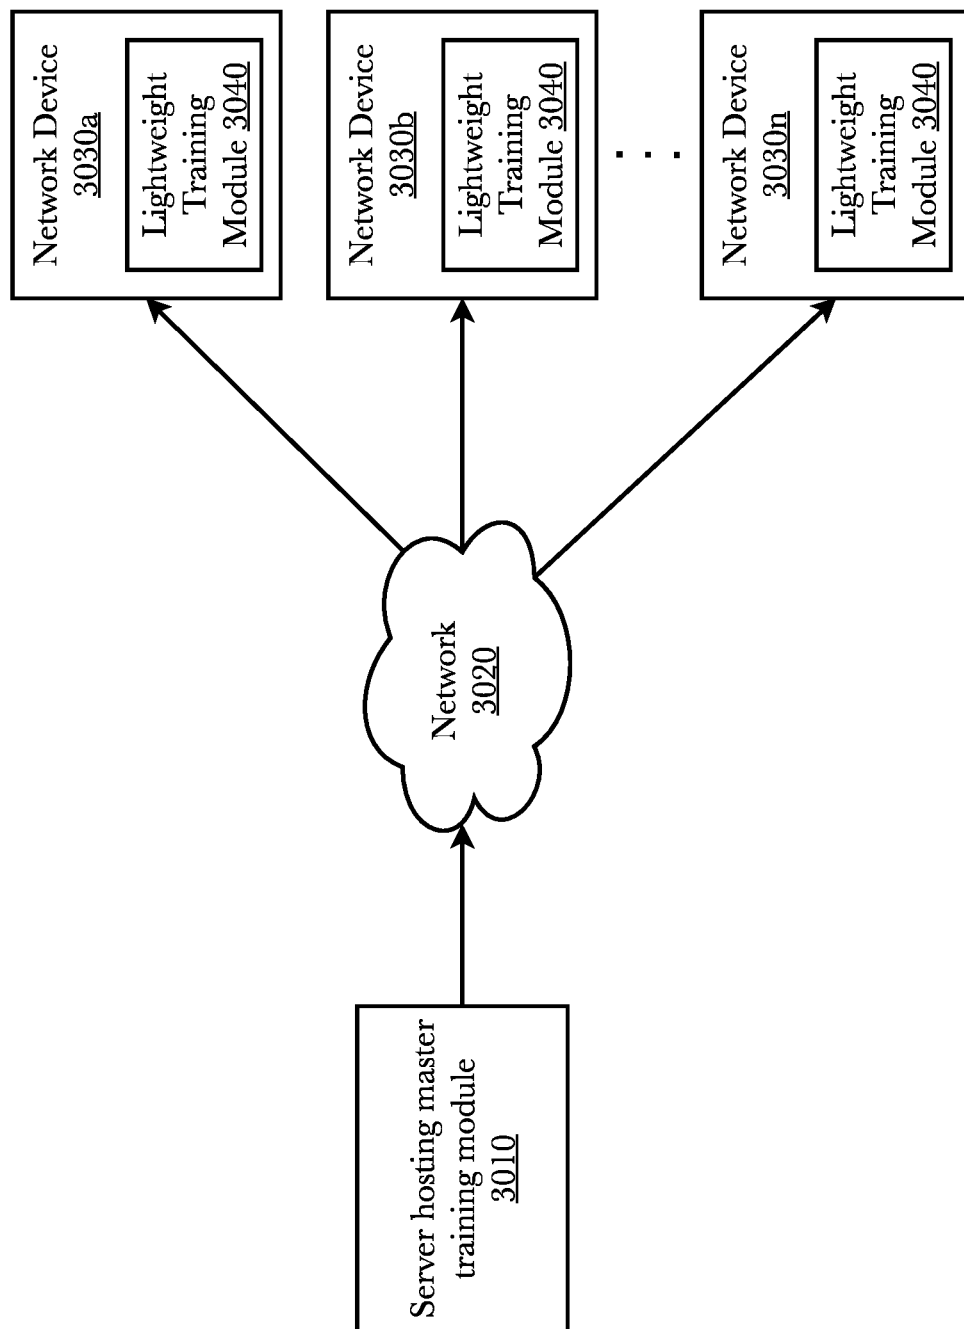 Server hosting master
training module
3010
Network
3020
Network Device
3030a
Lightweight
Training
Module 3040
Network Device
3030b
Lightweight
Training
Module 3040
. . .
Network Device
3030n
Lightweight
Training
Module 3040